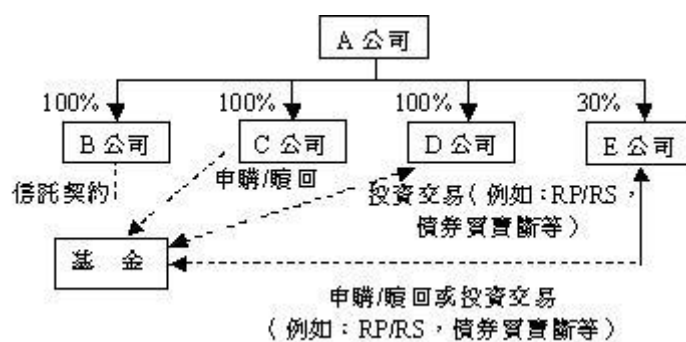 A 公司
100% 100% 100% 30%
B 公司 C 公司 D 公司 E 公司
信託契約
申購/贖回
投資交易(例如:RP/RS,
債券買賣斷等)
基 金
申購/贖回或投資交易
(例如:RP/RS,債券買賣斷等)